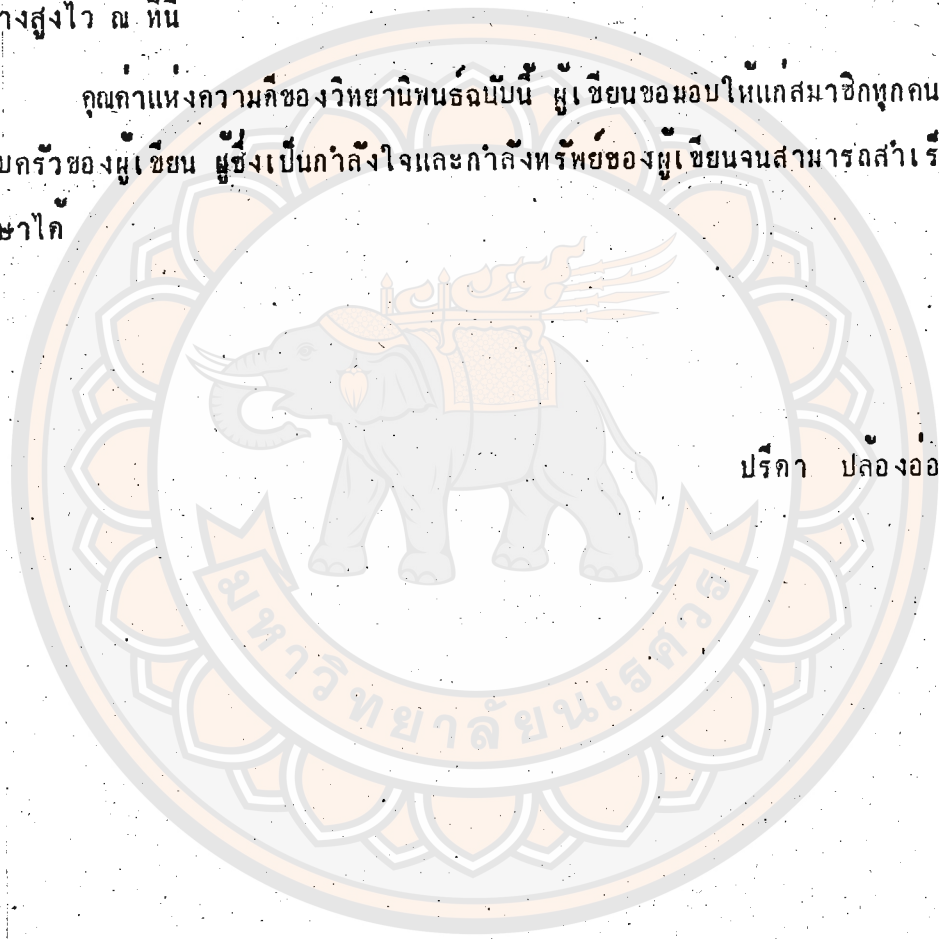 างสูงไว ณ ที่นี้
คุณค่าแห่งความดีของวิทยานิพนธ์ฉบับนี้ ผู้เขียนขอมอบให้แก่สมาชิกทุกคน
บครัวของผู้เขียน ผู้ซึ่งเป็นกำลังใจและกำลังทรัพย์ของผู้เขียนจนสามารถสำเร็
ษาได้
ปรีดา ปล้องอ่อ
มหาวิทยาลัยนเรศวร